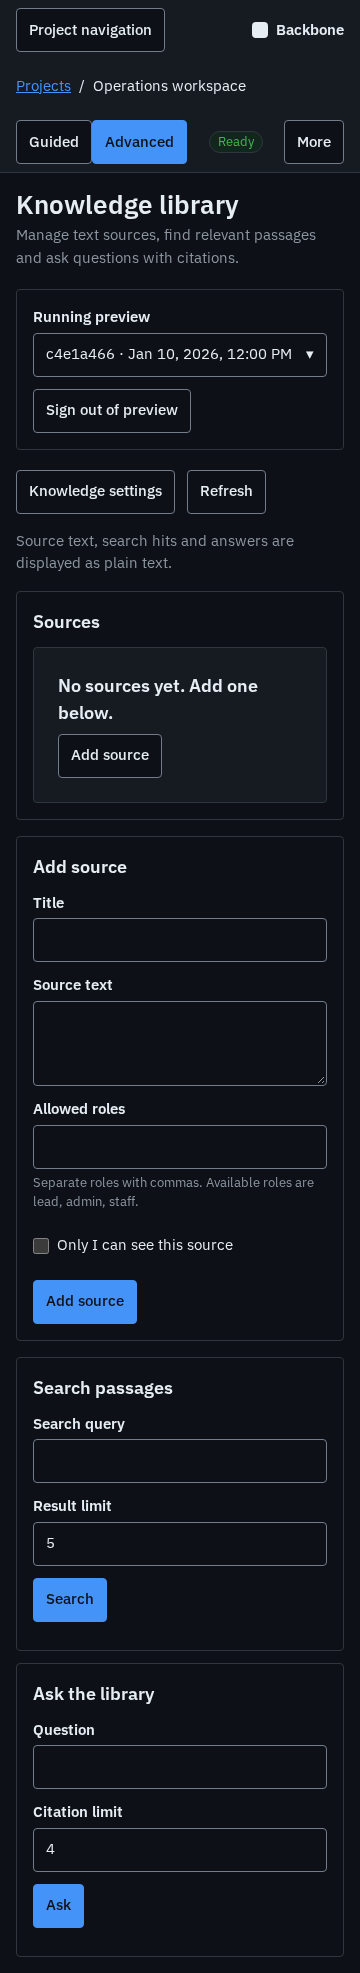 Project navigation
Backbone
Projects / Operations workspace
Guided
Advanced
Ready
More
Knowledge library
Manage text sources, find relevant passages
and ask questions with citations.
Running preview
c4e1a466 · Jan 10, 2026, 12:00 PM ▾
Sign out of preview
Knowledge settings
Refresh
Source text, search hits and answers are
displayed as plain text.
Sources
No sources yet. Add one
below.
Add source
Add source
Title
Source text
Allowed roles
Separate roles with commas. Available roles are
lead, admin, staff.
Only I can see this source
Add source
Search passages
Search query
Result limit
5
Search
Ask the library
Question
Citation limit
4
Ask